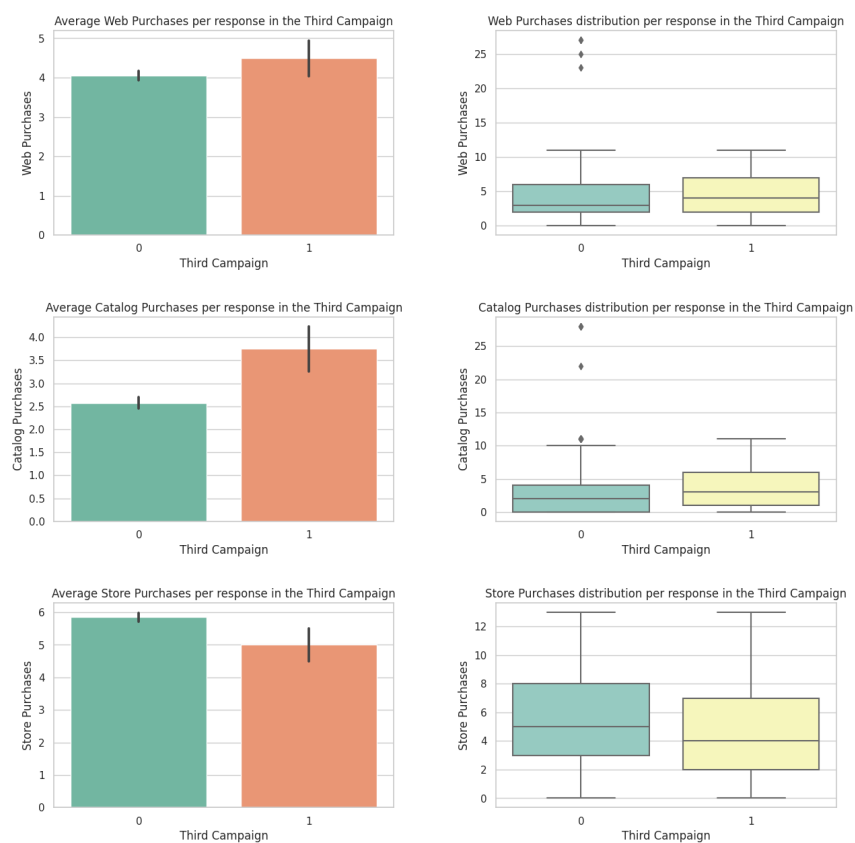 Average Web Purchases per response in the Third Campaign
5
4
3
2
1
0
Web Purchases
0 1
Third Campaign
Web Purchases distribution per response in the Third Campaign
25
20
15
10
5
0
Web Purchases
0 1
Third Campaign
Average Catalog Purchases per response in the Third Campaign
4.0
3.5
3.0
2.5
2.0
1.5
1.0
0.5
0.0
Catalog Purchases
0 1
Third Campaign
Catalog Purchases distribution per response in the Third Campaign
25
20
15
10
5
0
Catalog Purchases
0 1
Third Campaign
Average Store Purchases per response in the Third Campaign
6
5
4
3
2
1
0
Store Purchases
0 1
Third Campaign
Store Purchases distribution per response in the Third Campaign
12
10
8
6
4
2
0
Store Purchases
0 1
Third Campaign